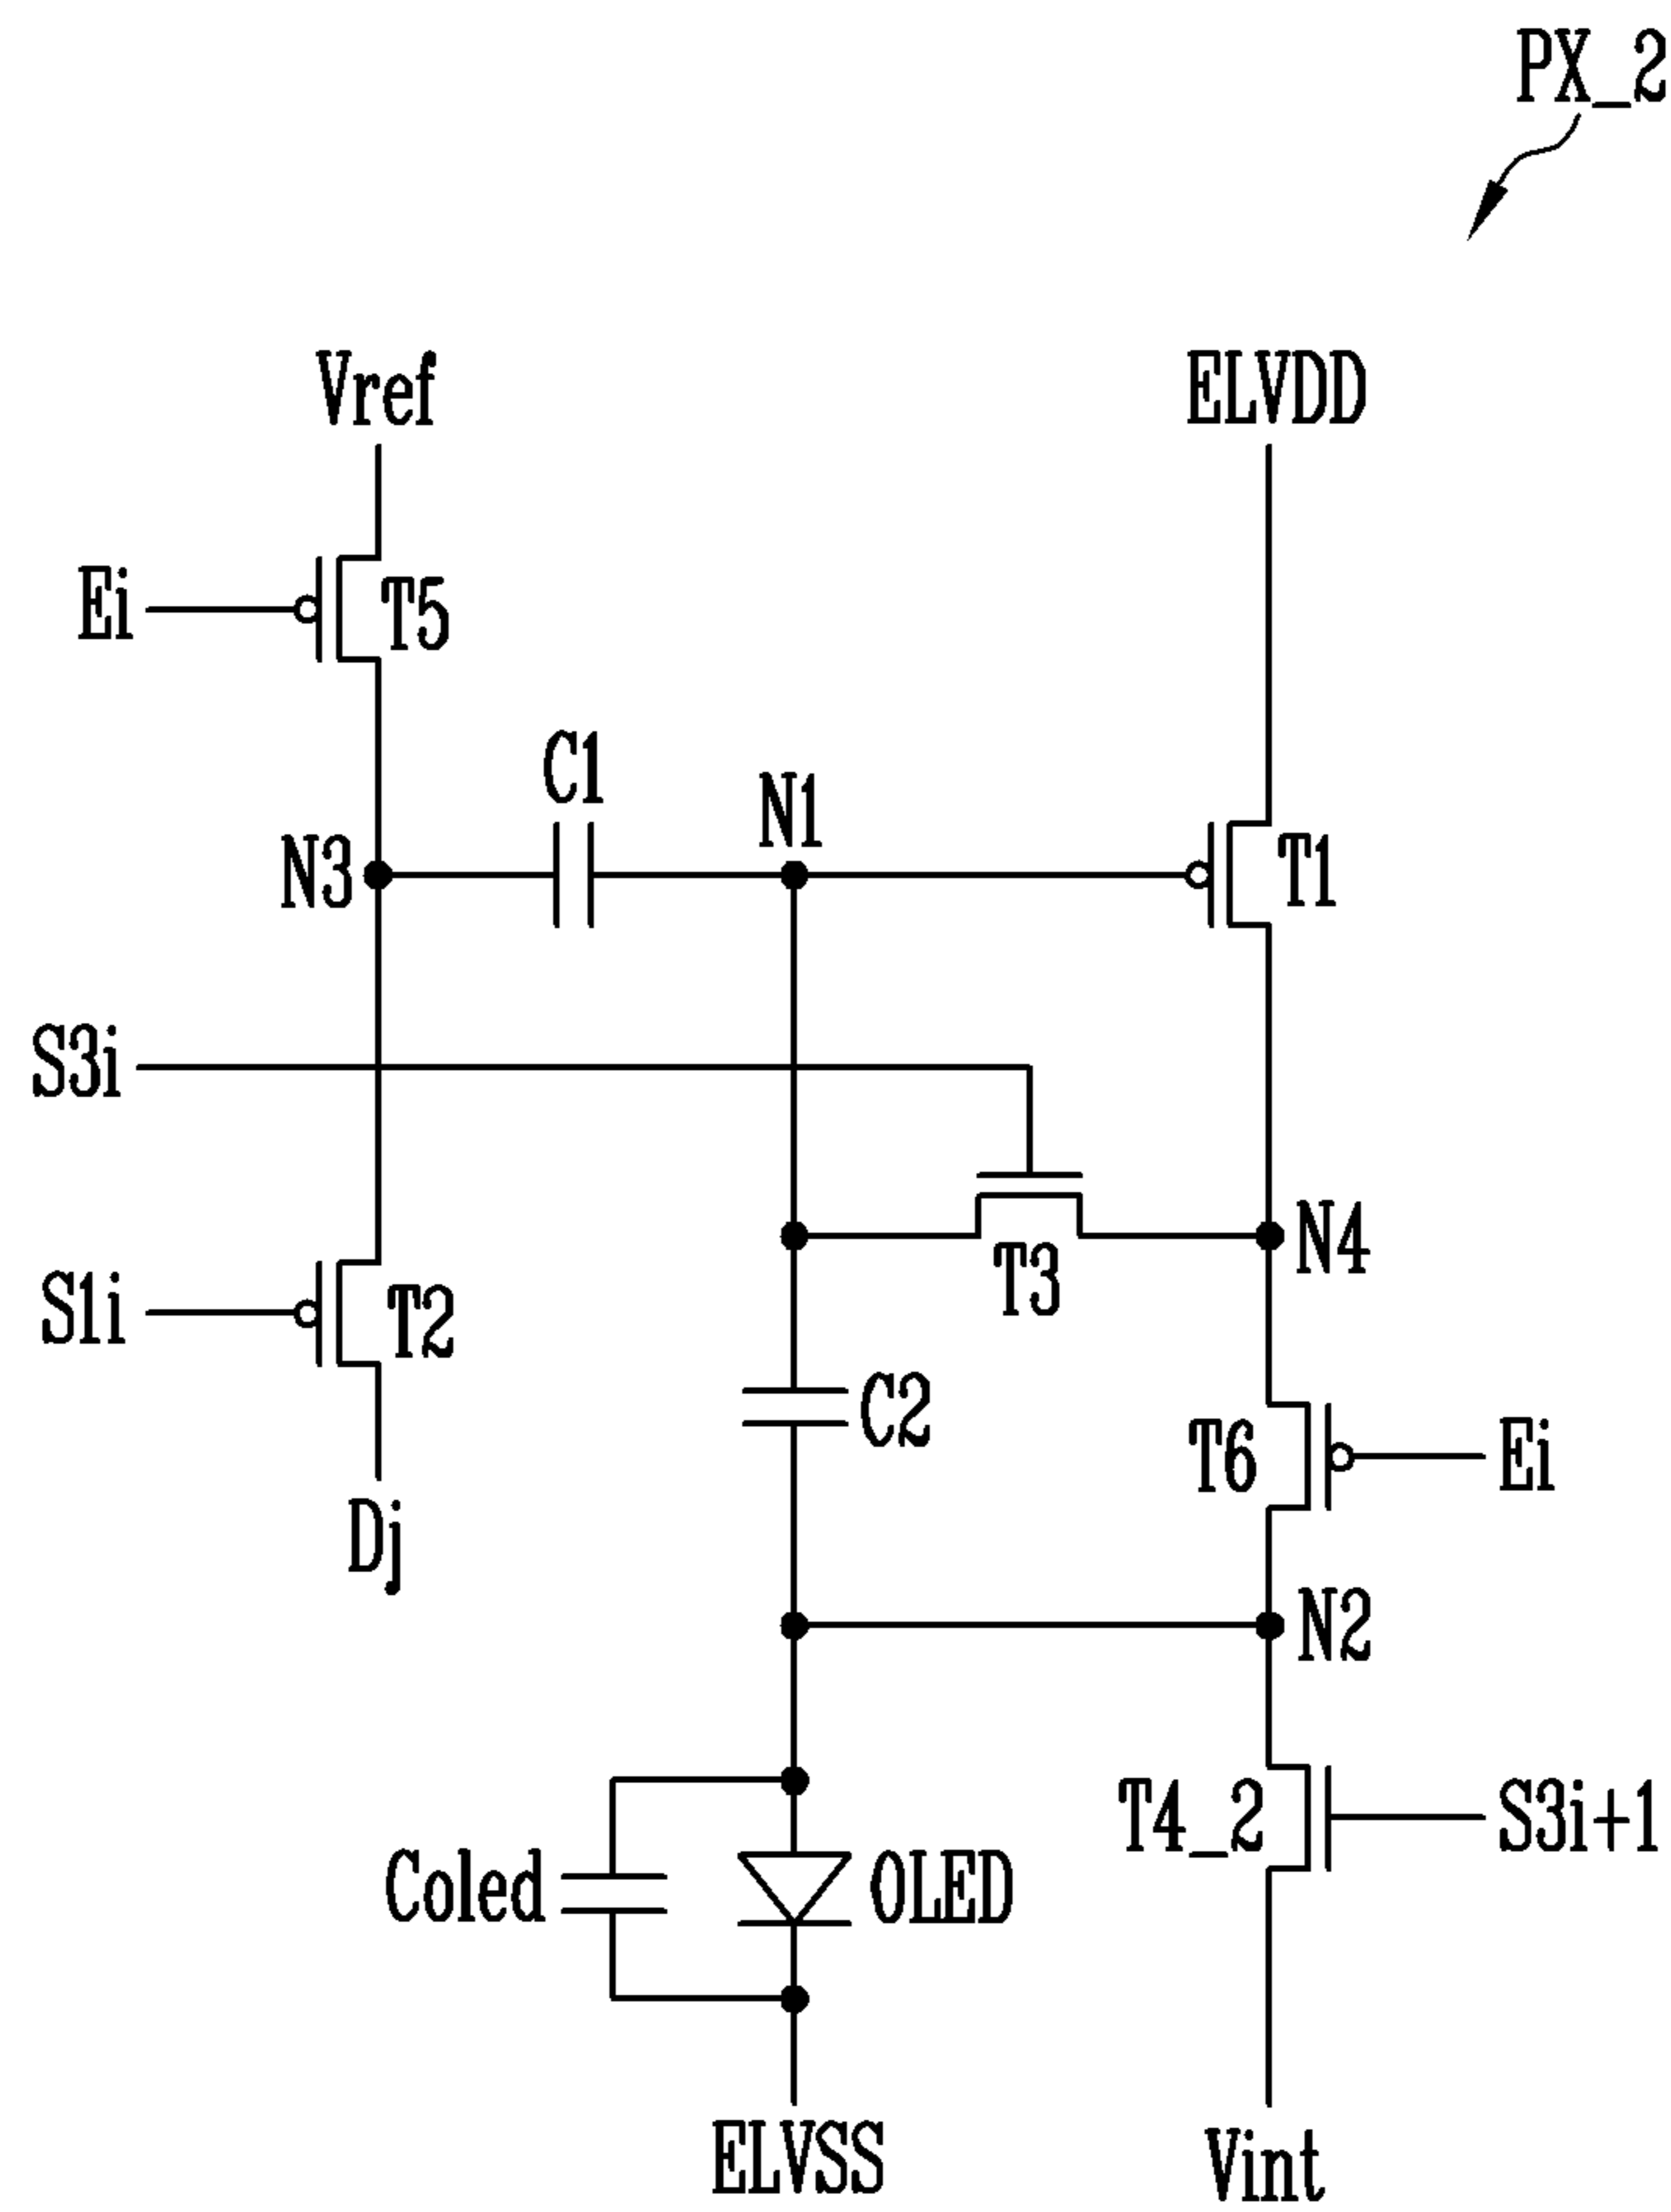 PX_2
Vref
ELVDD
Ei
T5
C1
N1
N3
T1
S3i
N4
T3
S1i
T2
C2
T6
Ei
Dj
N2
T4_2
S3i+1
Coled
OLED
ELVSS
Vint